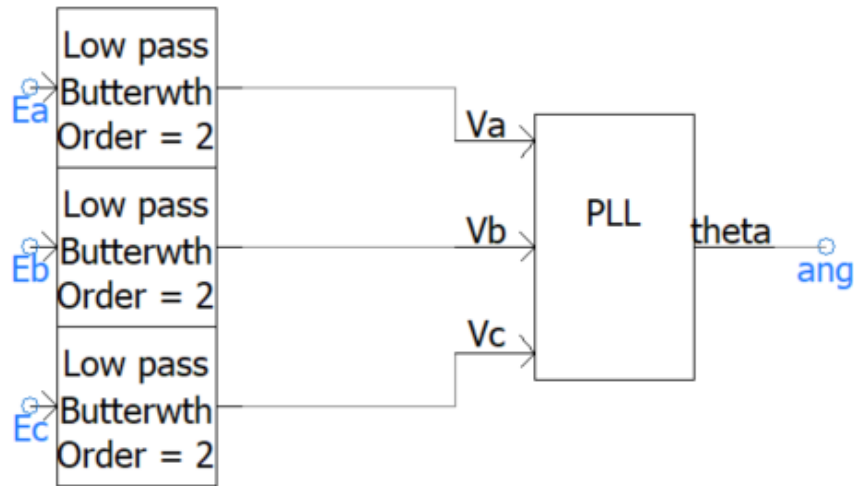 Low pass
Butterwth
Order = 2
Ea
Low pass
Butterwth
Order = 2
Eb
Low pass
Butterwth
Order = 2
Ec
Va
Vb
Vc
PLL
theta
ang